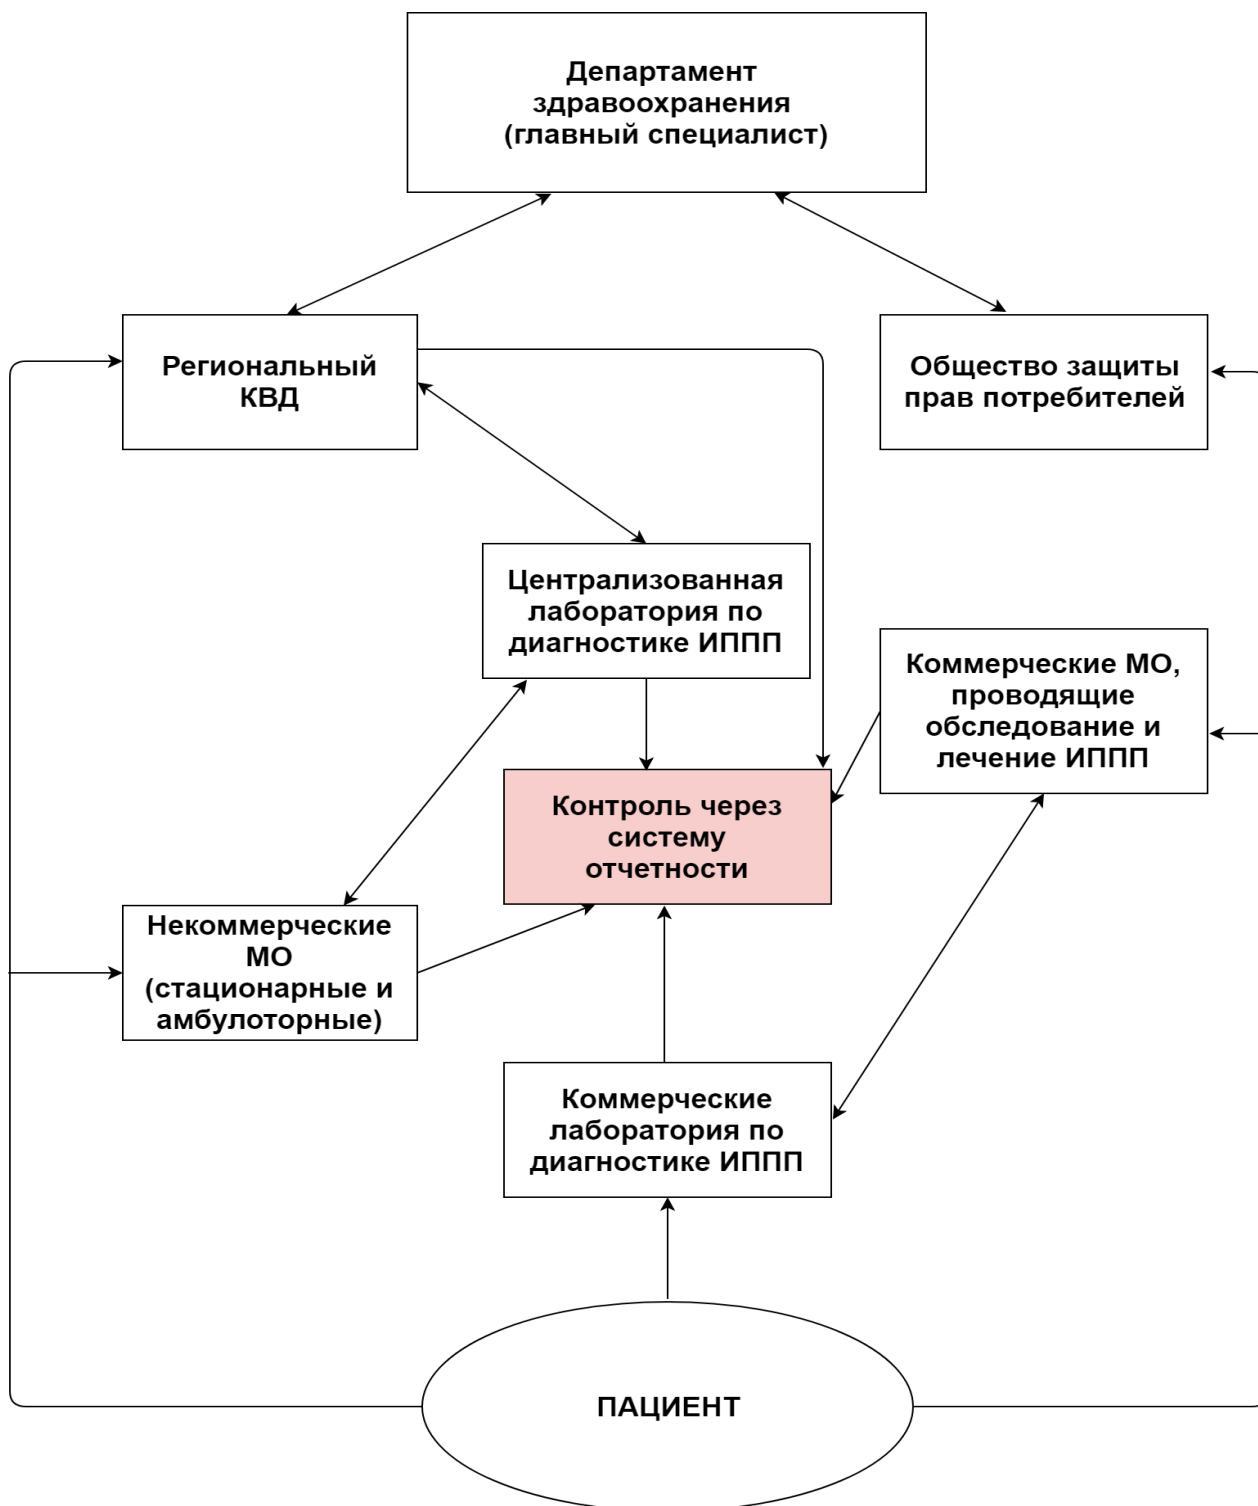 Департамент
здравоохранения
(главный специалист)
Региональный
КВД
Общество защиты
прав потребителей
Централизованная
лаборатория по
диагностике ИППП
Коммерческие МО,
проводящие
обследование и
лечение ИППП
Контроль через
систему
отчетности
Некоммерческие
МО
(стационарные и
амбулоторные)
Коммерческие
лаборатория по
диагностике ИППП
ПАЦИЕНТ